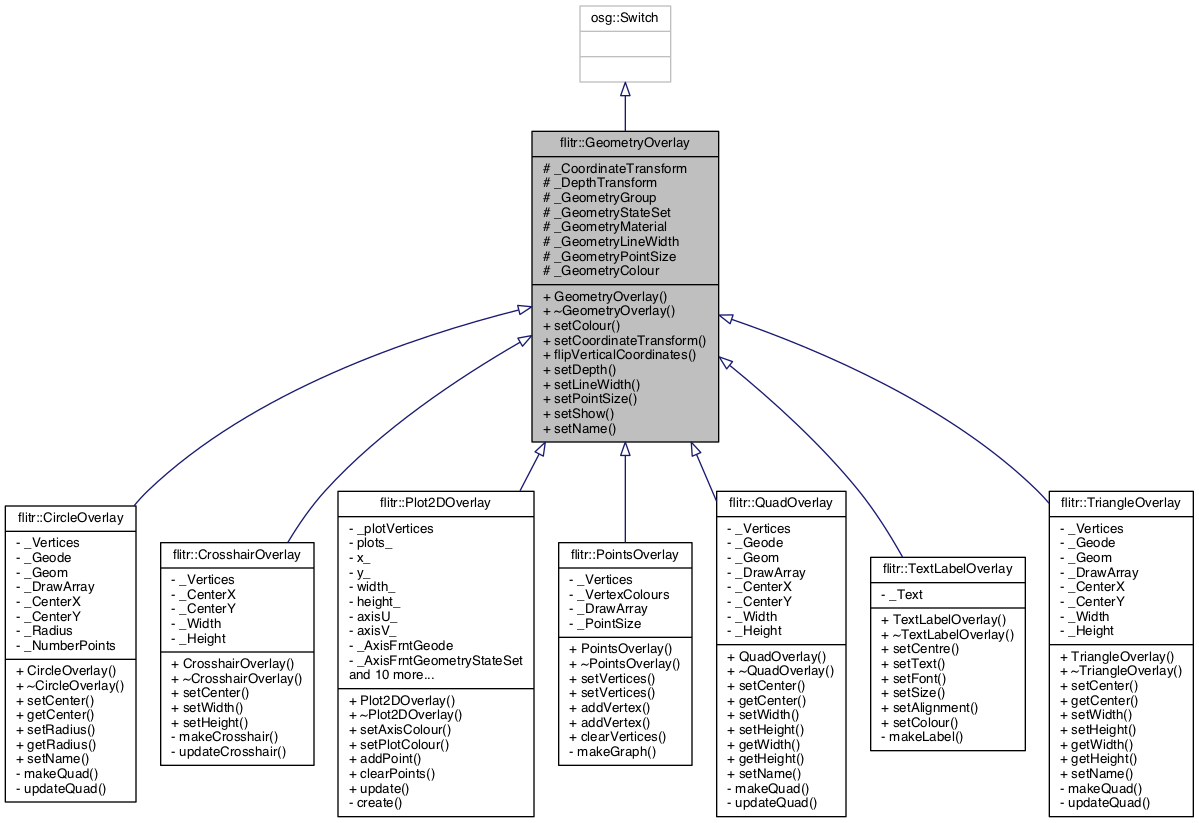 osg::Switch
flitr::GeometryOverlay
# _CoordinateTransform
# _DepthTransform
# _GeometryGroup
# _GeometryStateSet
# _GeometryMaterial
# _GeometryLineWidth
# _GeometryPointSize
# _GeometryColour
+ GeometryOverlay()
+ ~GeometryOverlay()
+ setColour()
+ setCoordinateTransform()
+ flipVerticalCoordinates()
+ setDepth()
+ setLineWidth()
+ setPointSize()
+ setShow()
+ setName()
flitr::CircleOverlay
- _Vertices
- _Geode
- _Geom
- _DrawArray
- _CenterX
- _CenterY
- _Radius
- _NumberPoints
+ CircleOverlay()
+ ~CircleOverlay()
+ setCenter()
+ getCenter()
+ setRadius()
+ getRadius()
+ setName()
- makeQuad()
- updateQuad()
flitr::CrosshairOverlay
- _Vertices
- _CenterX
- _CenterY
- _Width
- _Height
+ CrosshairOverlay()
+ ~CrosshairOverlay()
+ setCenter()
+ setWidth()
+ setHeight()
- makeCrosshair()
- updateCrosshair()
flitr::Plot2DOverlay
- _plotVertices
- plots_
- x_
- y_
- width_
- height_
- axisU_
- axisV_
- _AxisFrntGeode
- _AxisFrntGeometryStateSet
and 10 more...
+ Plot2DOverlay()
+ ~Plot2DOverlay()
+ setAxisColour()
+ setPlotColour()
+ addPoint()
+ clearPoints()
+ update()
- create()
flitr::PointsOverlay
- _Vertices
- _VertexColours
- _DrawArray
- _PointSize
+ PointsOverlay()
+ ~PointsOverlay()
+ setVertices()
+ setVertices()
+ addVertex()
+ addVertex()
+ clearVertices()
- makeGraph()
flitr::QuadOverlay
- _Vertices
- _Geode
- _Geom
- _DrawArray
- _CenterX
- _CenterY
- _Width
- _Height
+ QuadOverlay()
+ ~QuadOverlay()
+ setCenter()
+ getCenter()
+ setWidth()
+ setHeight()
+ getWidth()
+ getHeight()
+ setName()
- makeQuad()
- updateQuad()
flitr::TextLabelOverlay
- _Text
+ TextLabelOverlay()
+ ~TextLabelOverlay()
+ setCentre()
+ setText()
+ setFont()
+ setSize()
+ setAlignment()
+ setColour()
- makeLabel()
flitr::TriangleOverlay
- _Vertices
- _Geode
- _Geom
- _DrawArray
- _CenterX
- _CenterY
- _Width
- _Height
+ TriangleOverlay()
+ ~TriangleOverlay()
+ setCenter()
+ getCenter()
+ setWidth()
+ setHeight()
+ getWidth()
+ getHeight()
+ setName()
- makeQuad()
- updateQuad()